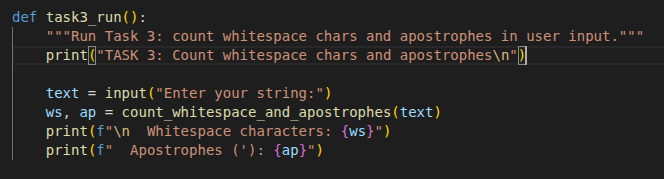 def task3_run():
    """Run Task 3: count whitespace chars and apostrophes in user input."""
    print("TASK 3: Count whitespace chars and apostrophes\n")

    text = input("Enter your string:")
    ws, ap = count_whitespace_and_apostrophes(text)
    print(f"\n  Whitespace characters: {ws}")
    print(f"  Apostrophes ('): {ap}")